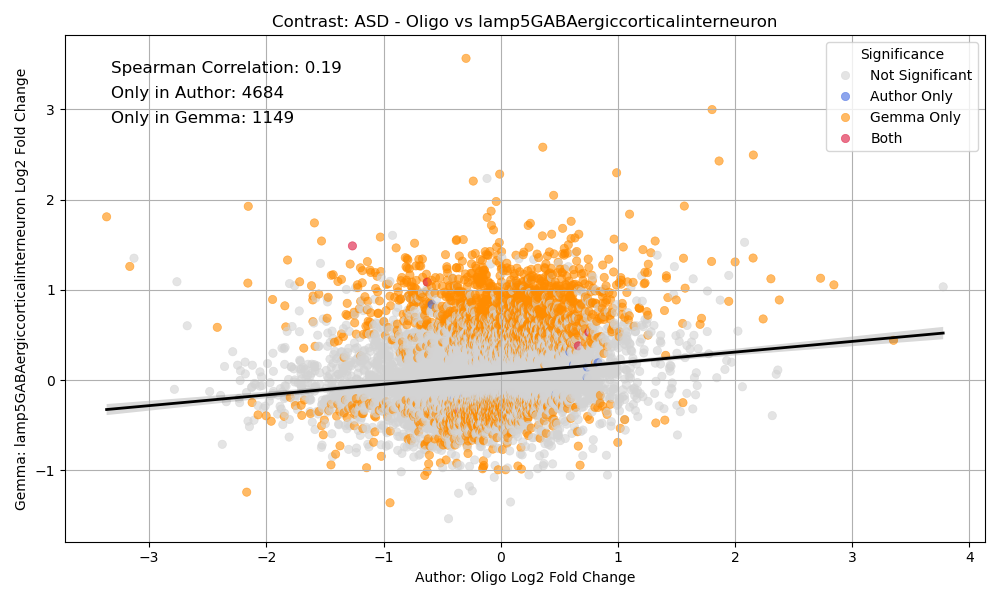 Contrast: ASD - Oligo vs lamp5GABAergiccorticalinterneuron
Spearman Correlation: 0.19
Only in Author: 4684
Only in Gemma: 1149
Significance
Not Significant
Author Only
Gemma Only
Both
Gemma: lamp5GABAergiccorticalinterneuron Log2 Fold Change
3
2
1
0
−1
−3
−2
−1
0
1
2
3
4
Author: Oligo Log2 Fold Change